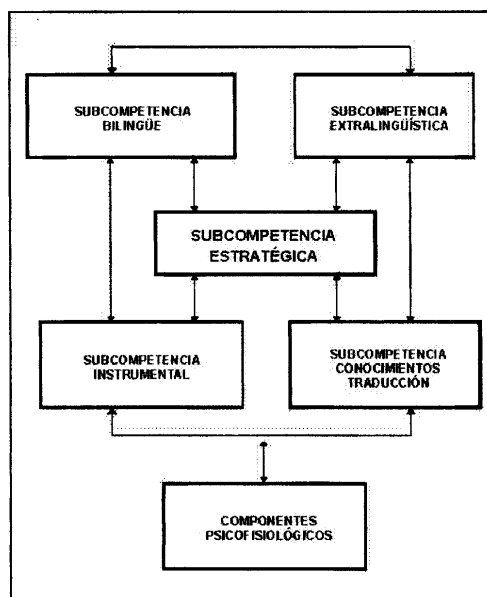 SUBCOMPETENCIA
BILINGÜE
SUBCOMPETENCIA
EXTRALINGÜÍSTICA
SUBCOMPETENCIA
ESTRATÉGICA
SUBCOMPETENCIA
INSTRUMENTAL
SUBCOMPETENCIA
CONOCIMIENTOS
TRADUCCIÓN
COMPONENTES
PSICOFISIOLÓGICOS